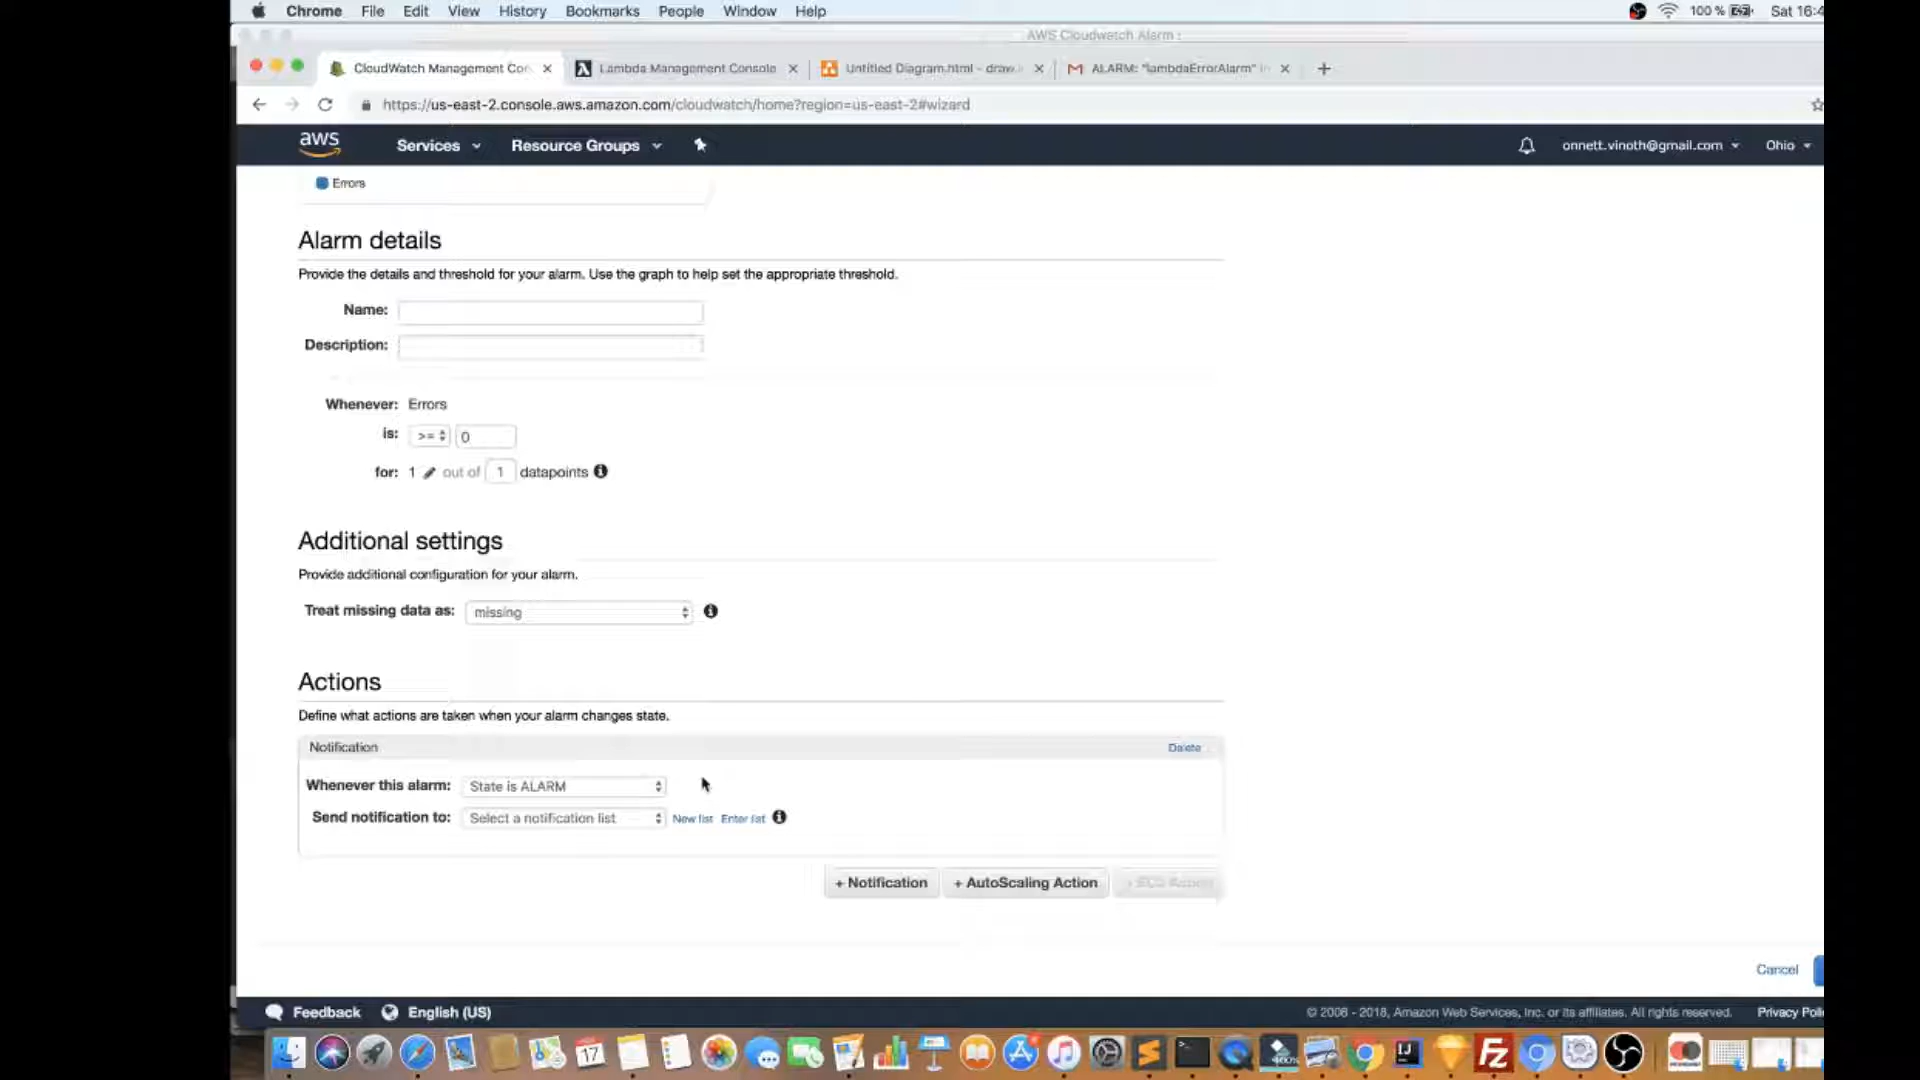 Chrome File Edit View History Bookmarks People Window Help 100 % Sat 16:4
AWS Cloudwatch Alarm :
CloudWatch Management Con Lambda Management Console Untitled Diagram.html - draw.i ALARM: "lambdaErrorAlarm" in
https://us-east-2.console.aws.amazon.com/cloudwatch/home?region=us-east-2#wizard
aws Services Resource Groups onnett.vinoth@gmail.com Ohio
Errors
Alarm details
Provide the details and threshold for your alarm. Use the graph to help set the appropriate threshold.
Name:
Description:
Whenever: Errors
is: >= 0
for: 1 out of 1 datapoints
Additional settings
Provide additional configuration for your alarm.
Treat missing data as: missing
Actions
Define what actions are taken when your alarm changes state.
Notification Delete
Whenever this alarm: State is ALARM
Send notification to: Select a notification list New list Enter list
+ Notification + AutoScaling Action
Cancel
Feedback English (US) © 2008 - 2018, Amazon Web Services, Inc. or its affiliates. All rights reserved. Privacy Poli
17